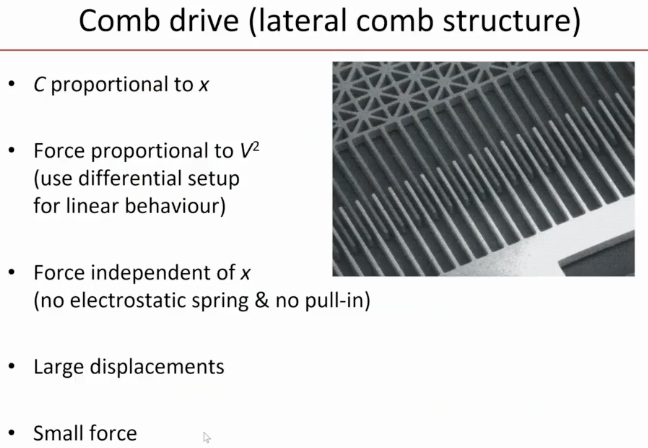 Comb drive (lateral comb structure)
• C proportional to x
• Force proportional to V²
(use differential setup
for linear behaviour)
• Force independent of x
(no electrostatic spring & no pull-in)
• Large displacements
• Small force